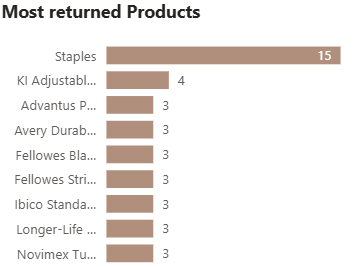 Most returned Products
Staples 15
KI Adjustabl... 4
Advantus P... 3
Avery Durab... 3
Fellowes Bla... 3
Fellowes Stri... 3
Ibico Standa... 3
Longer-Life ... 3
Novimex Tu... 3